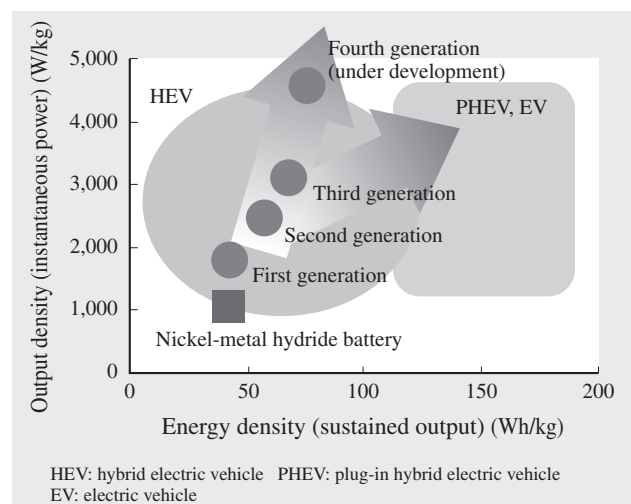 Output density (instantaneous power) (W/kg)
5,000
4,000
3,000
2,000
1,000
0
HEV
Fourth generation
(under development)
PHEV, EV
Third generation
Second generation
First generation
Nickel-metal hydride battery
0
50
100
150
200
Energy density (sustained output) (Wh/kg)
HEV: hybrid electric vehicle PHEV: plug-in hybrid electric vehicle
EV: electric vehicle